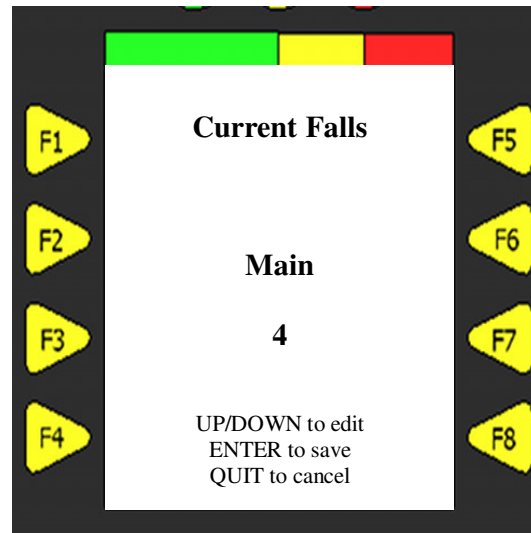 Current Falls
F1
F5
F2
F6
Main
F3
4
F7
UP/DOWN to edit
F4
ENTER to save
F8
QUIT to cancel